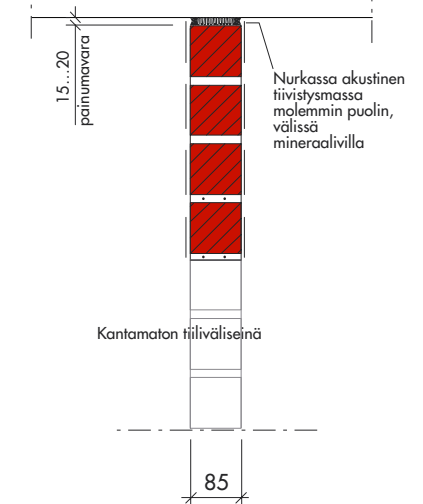 15...20
painumavara
Nurkassa akustinen
tiivistysmassa
molemmin puolin,
välissä
mineraalivilla
Kantamaton tiiliväliseinä
85